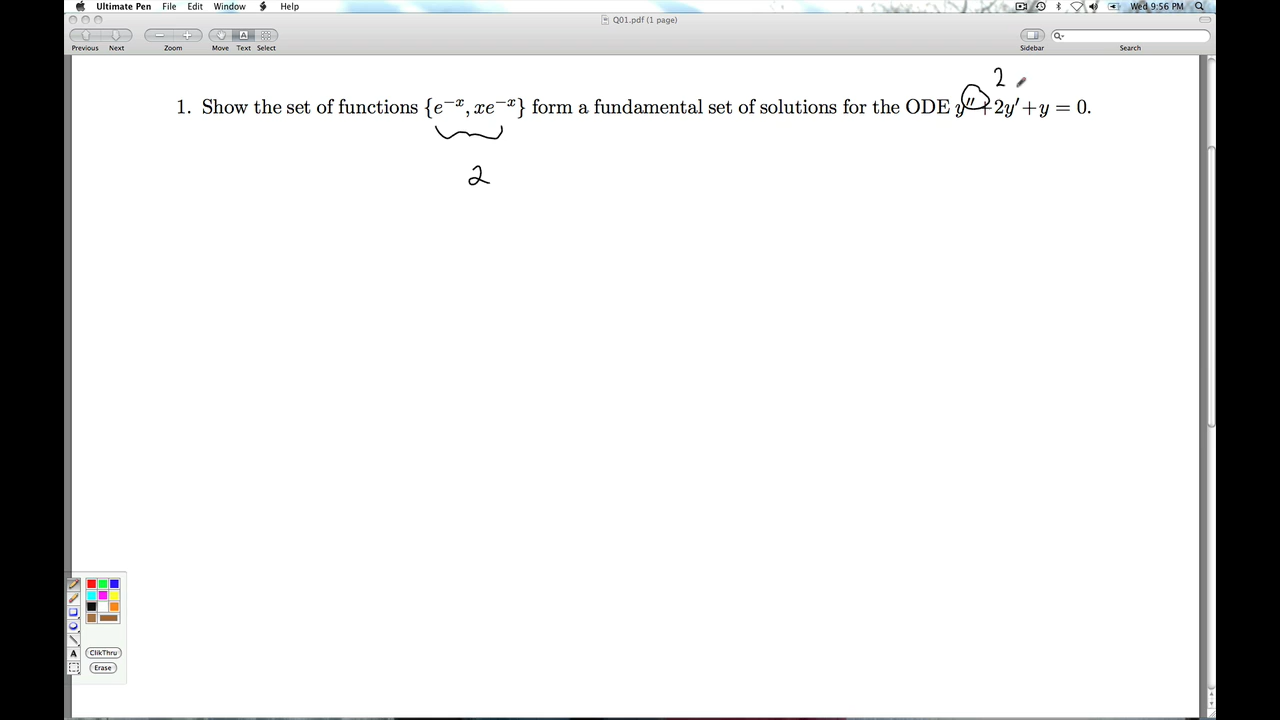 Ultimate Pen File Edit Window Help Wed 9:56 PM
Q01.pdf (1 page)
Previous Next Zoom Move Text Select Sidebar Search
2
1. Show the set of functions {e⁻ˣ, xe⁻ˣ} form a fundamental set of solutions for the ODE y″ + 2y′ + y = 0.
2
A
ClikThru
Erase